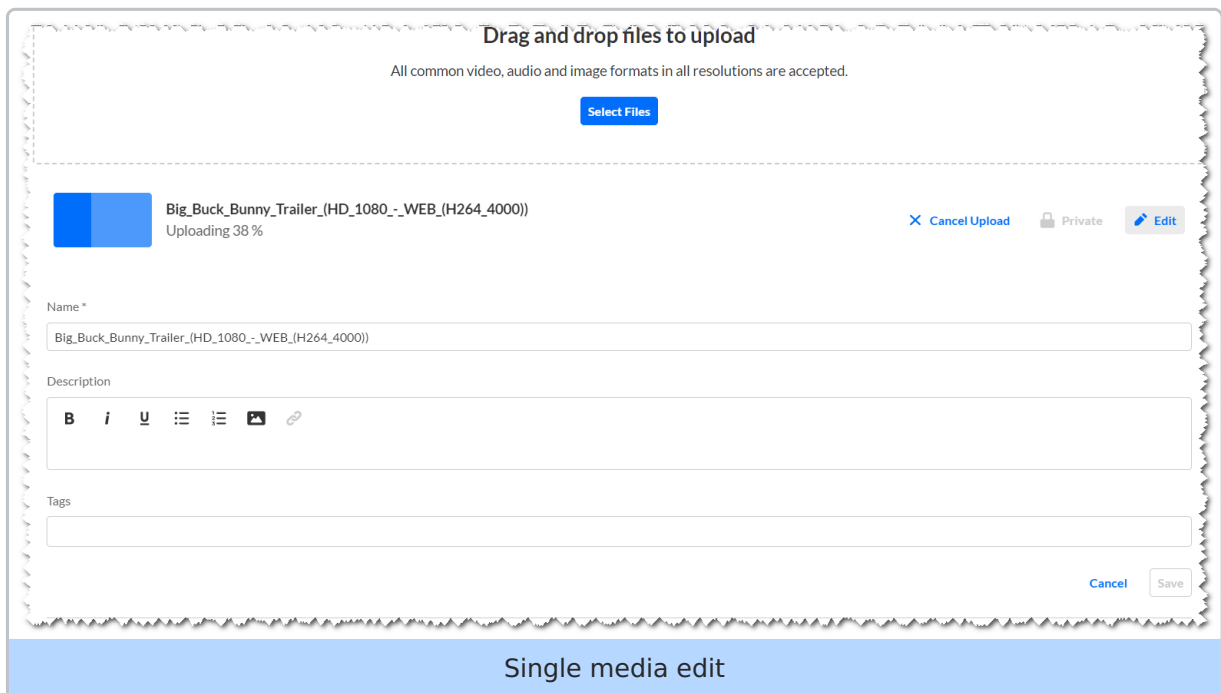 Drag and drop files to upload
All common video, audio and image formats in all resolutions are accepted.
Select Files
Big_Buck_Bunny_Trailer_(HD_1080_-_WEB_(H264_4000))
Uploading 38 %
Cancel Upload
Private
Edit
Name *
Big_Buck_Bunny_Trailer_(HD_1080_-_WEB_(H264_4000))
Description
B i U
Tags
Cancel
Save
Single media edit